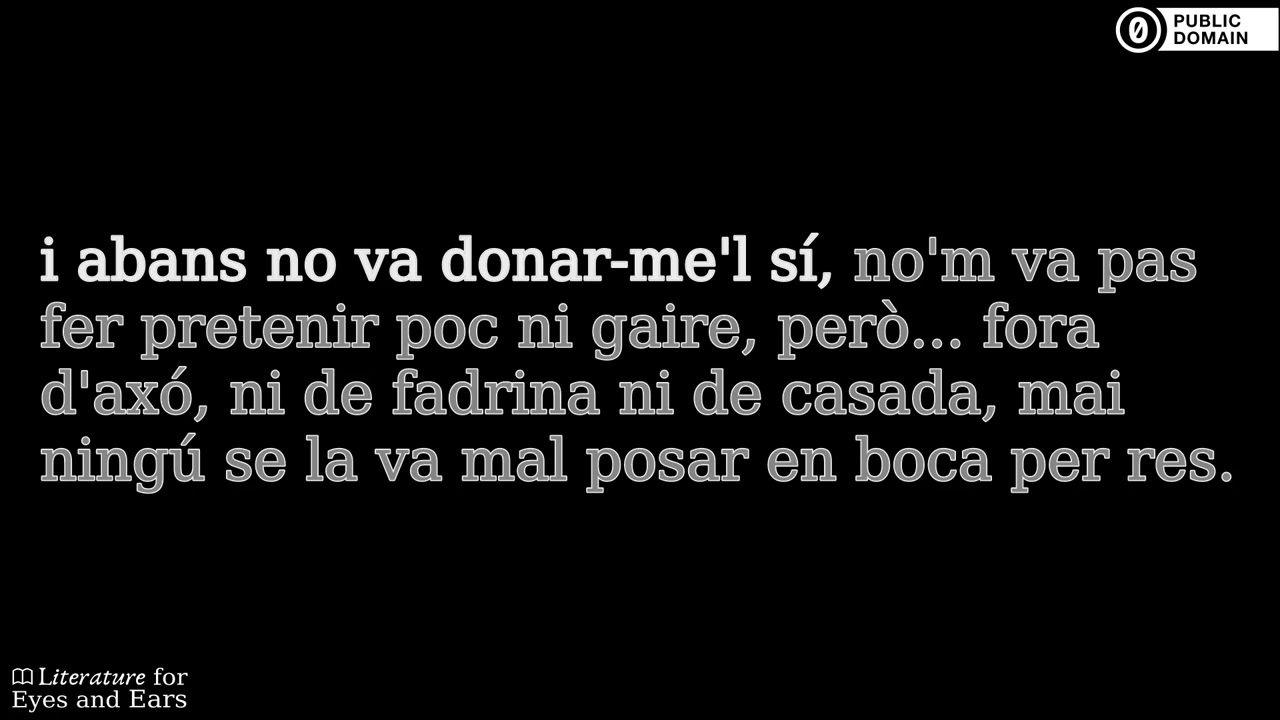 PUBLIC
DOMAIN
i abans no va donar-me'l sí, no'm va pas
fer pretenir poc ni gaire, però... fora
d'axó, ni de fadrina ni de casada, mai
ningú se la va mal posar en boca per res.
Literature for
Eyes and Ears